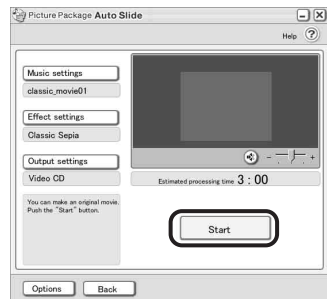 Picture Package Auto Slide
Help ?
Music settings
classic_movie01
Effect settings
Classic Sepia
Output settings
Video CD
- +
Estimated processing time 3 : 00
You can make an original movie.
Push the "Start" button.
Start
Options Back